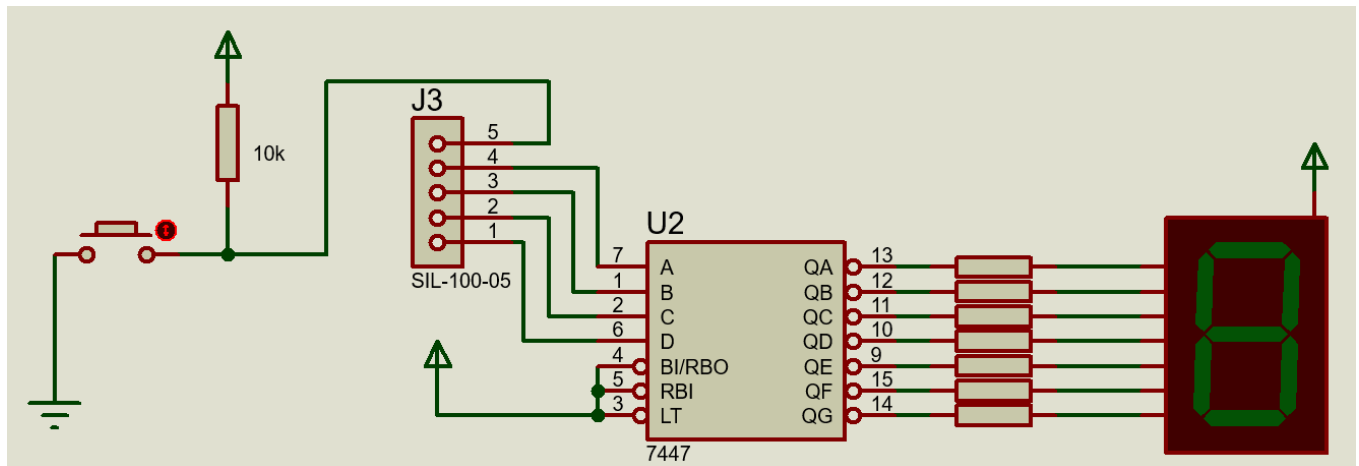 J3
10k
5
4
3
2
1
SIL-100-05
U2
7 A QA 13
1 B QB 12
2 C QC 11
6 D QD 10
4 BI/RBO QE 9
5 RBI QF 15
3 LT QG 14
7447